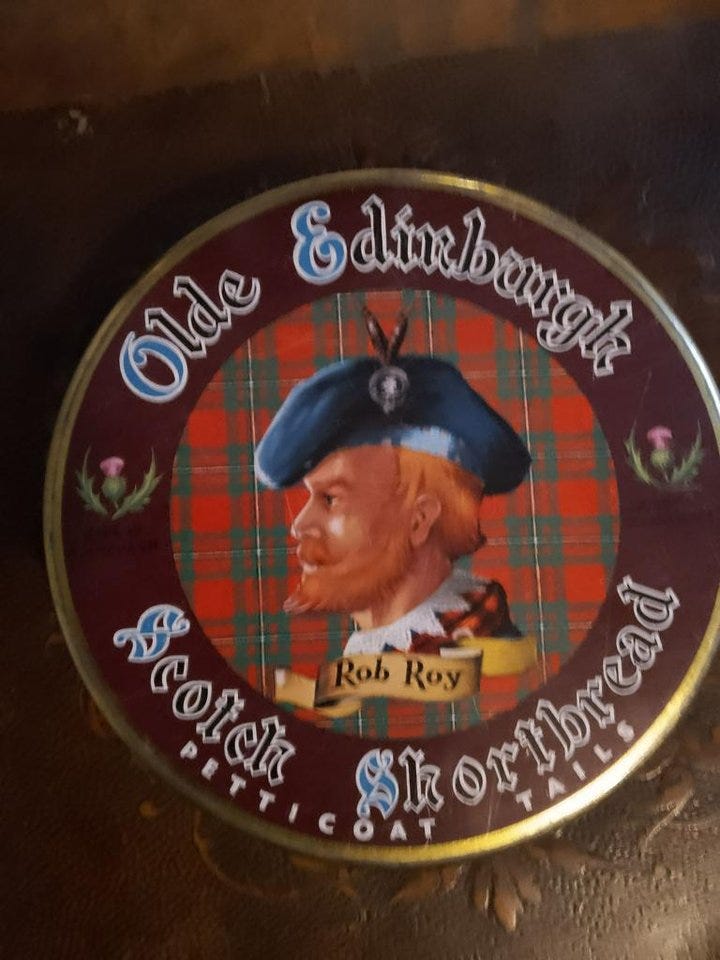 Olde Edinburgh
Rob Roy
Scotch Shortbread
PETTICOAT TAILS